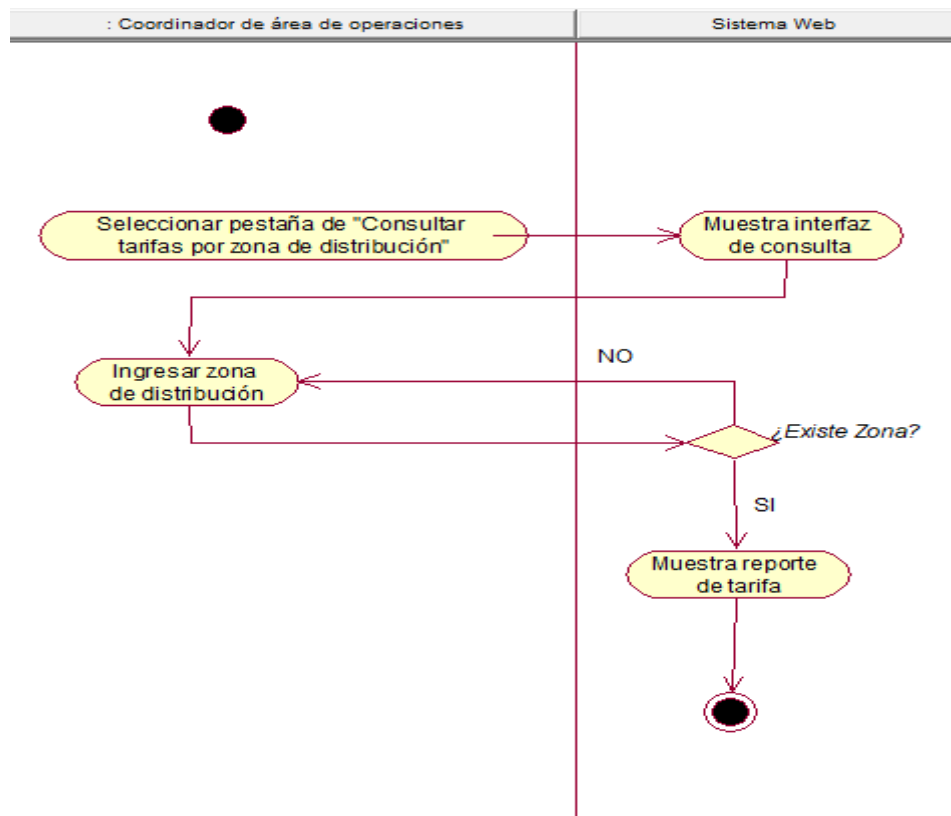 : Coordinador de área de operaciones
Sistema Web
Seleccionar pestaña de "Consultar
tarifas por zona de distribución"
Muestra interfaz
de consulta
Ingresar zona
de distribución
NO
¿Existe Zona?
SI
Muestra reporte
de tarifa